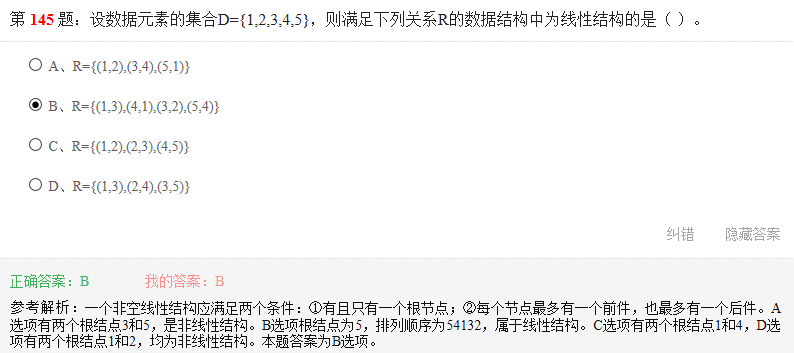 第 145 题：设数据元素的集合D={1,2,3,4,5}，则满足下列关系R的数据结构中为线性结构的是（ ）。
A、R={(1,2),(3,4),(5,1)}
B、R={(1,3),(4,1),(3,2),(5,4)}
C、R={(1,2),(2,3),(4,5)}
D、R={(1,3),(2,4),(3,5)}
纠错 隐藏答案
正确答案：B 我的答案：B
参考解析：一个非空线性结构应满足两个条件：①有且只有一个根节点；②每个节点最多有一个前件，也最多有一个后件。A
选项有两个根结点3和5，是非线性结构。B选项根结点为5，排列顺序为54132，属于线性结构。C选项有两个根结点1和4，D选
项有两个根结点1和2，均为非线性结构。本题答案为B选项。